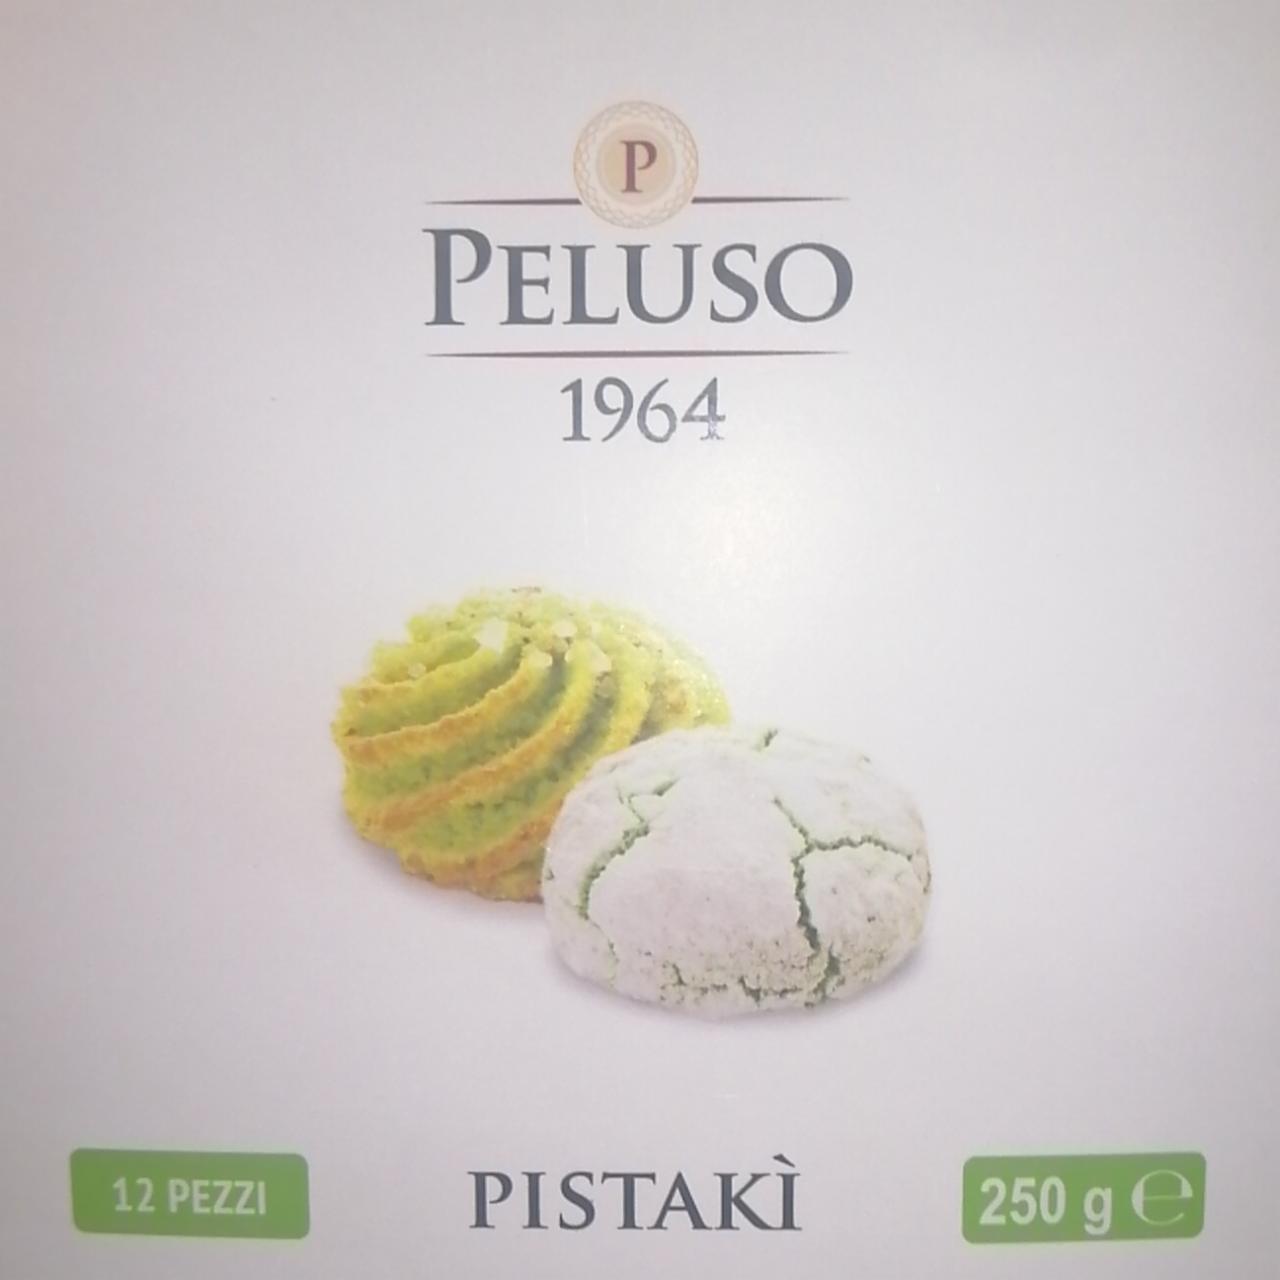 P
PELUSO
1964
12 PEZZI
PISTAKÌ
250 g ℮